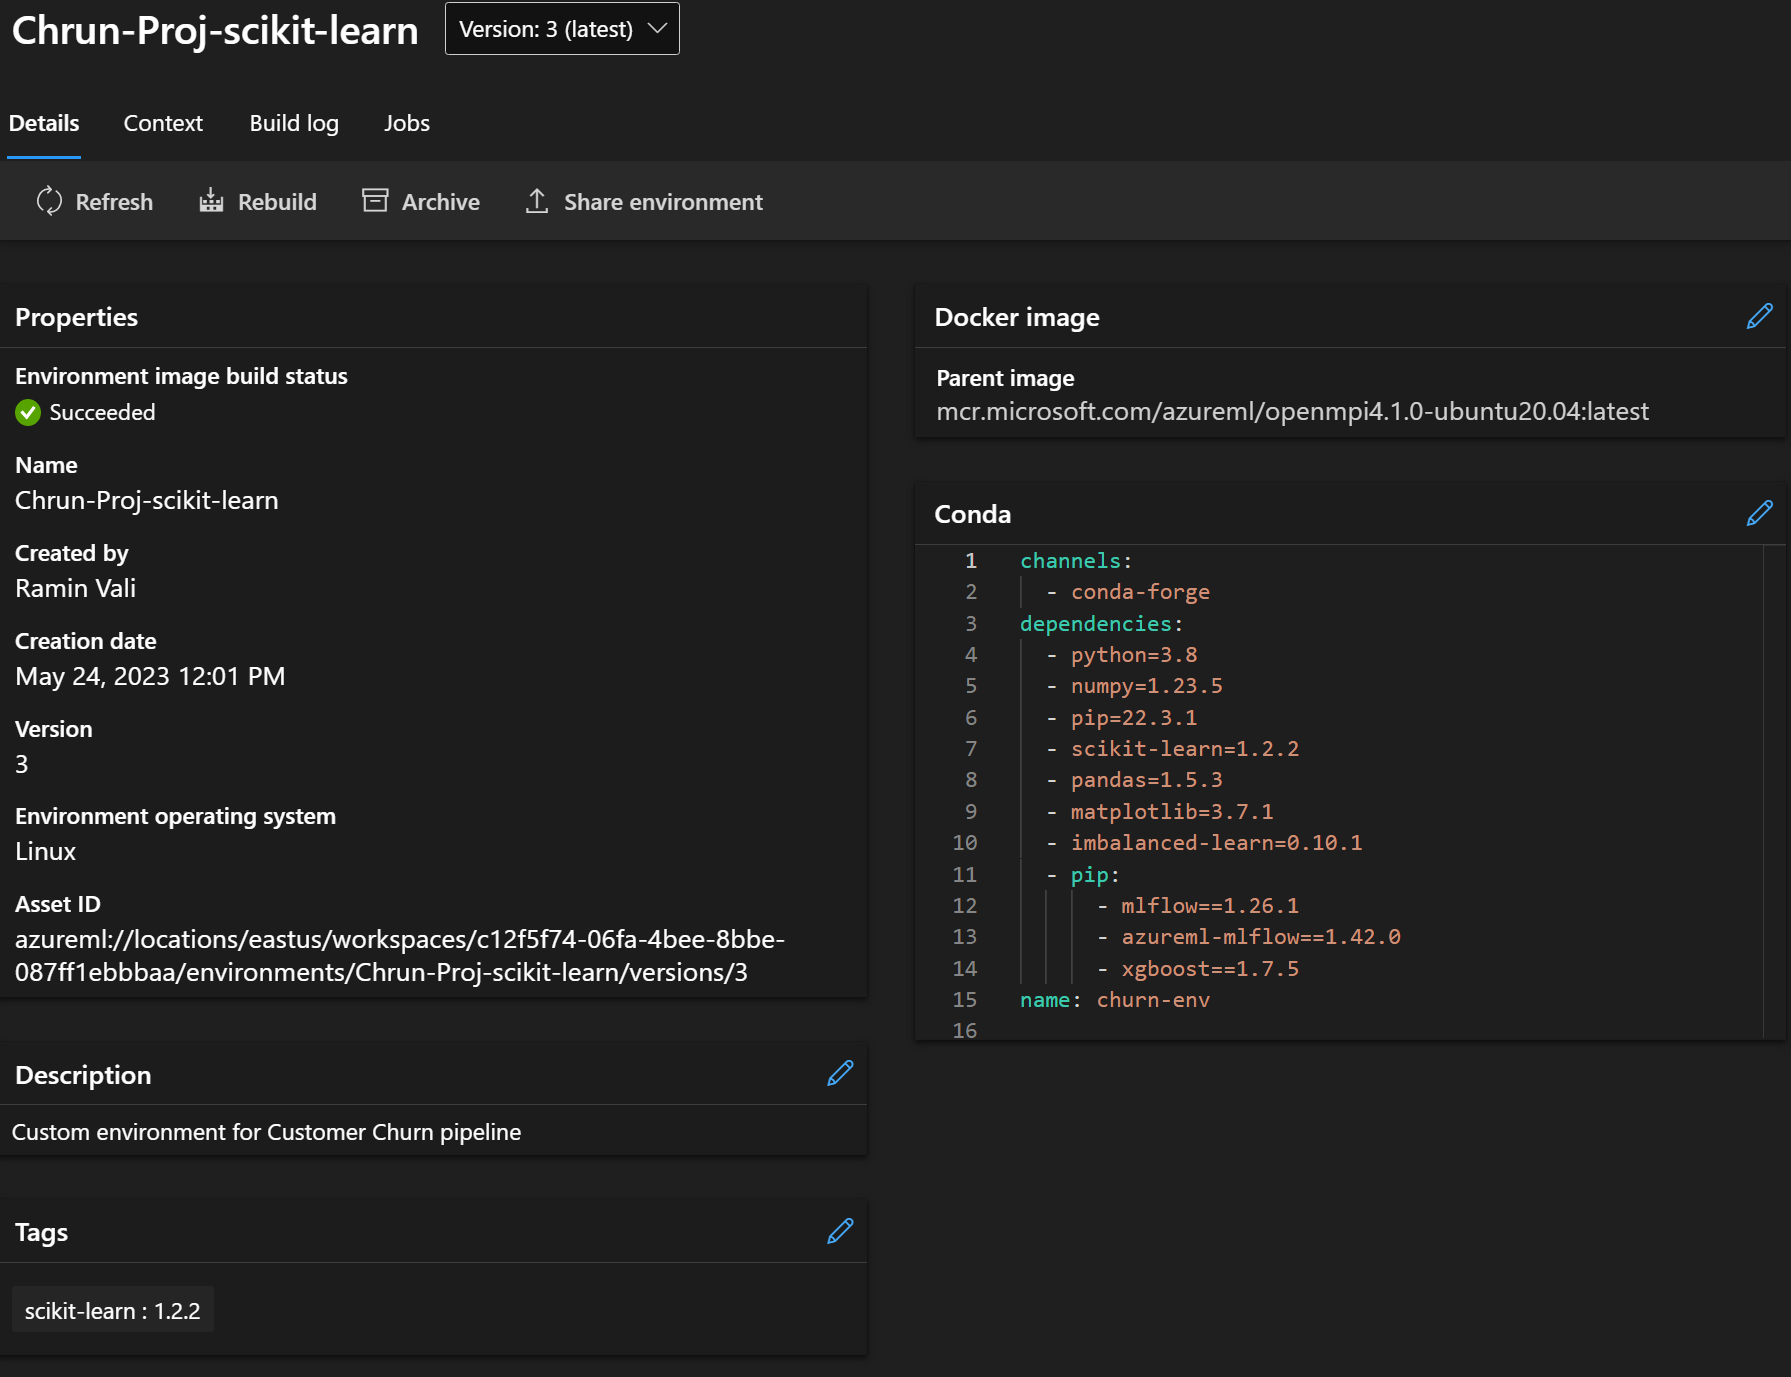 Chrun-Proj-scikit-learn
Version: 3 (latest)
Details Context Build log Jobs
Refresh Rebuild Archive Share environment
Properties
Environment image build status
Succeeded
Name
Chrun-Proj-scikit-learn
Created by
Ramin Vali
Creation date
May 24, 2023 12:01 PM
Version
3
Environment operating system
Linux
Asset ID
azureml://locations/eastus/workspaces/c12f5f74-06fa-4bee-8bbe-
087ff1ebbbaa/environments/Chrun-Proj-scikit-learn/versions/3
Description
Custom environment for Customer Churn pipeline
Tags
scikit-learn : 1.2.2
Docker image
Parent image
mcr.microsoft.com/azureml/openmpi4.1.0-ubuntu20.04:latest
Conda
1 channels:
2 - conda-forge
3 dependencies:
4 - python=3.8
5 - numpy=1.23.5
6 - pip=22.3.1
7 - scikit-learn=1.2.2
8 - pandas=1.5.3
9 - matplotlib=3.7.1
10 - imbalanced-learn=0.10.1
11 - pip:
12 - mlflow==1.26.1
13 - azureml-mlflow==1.42.0
14 - xgboost==1.7.5
15 name: churn-env
16